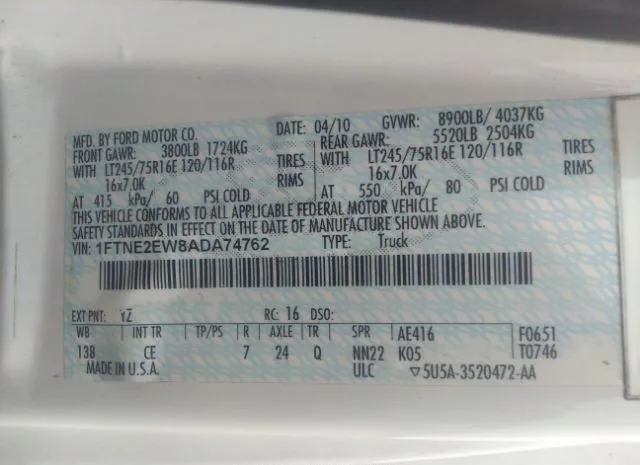 MFD. BY FORD MOTOR CO.
DATE: 04/10 GVWR: 8900LB/ 4037KG
FRONT GAWR: 3800LB 1724KG
REAR GAWR: 5520LB 2504KG
WITH LT245/75R16E 120/116R TIRES
WITH LT245/75R16E 120/116R TIRES
16x7.0K RIMS
16x7.0K RIMS
AT 415 kPa/ 60 PSI COLD
AT 550 kPa/ 80 PSI COLD
THIS VEHICLE CONFORMS TO ALL APPLICABLE FEDERAL MOTOR VEHICLE
SAFETY STANDARDS IN EFFECT ON THE DATE OF MANUFACTURE SHOWN ABOVE.
VIN: 1FTNE2EW8ADA74762 TYPE: Truck
EXT PNT: YZ RC: 16 DSO:
WB INT TR TP/PS R AXLE TR SPR AE416 F0651
138 CE 7 24 Q NN22 K05 T0746
MADE IN U.S.A. ULC ▽5U5A-3520472-AA